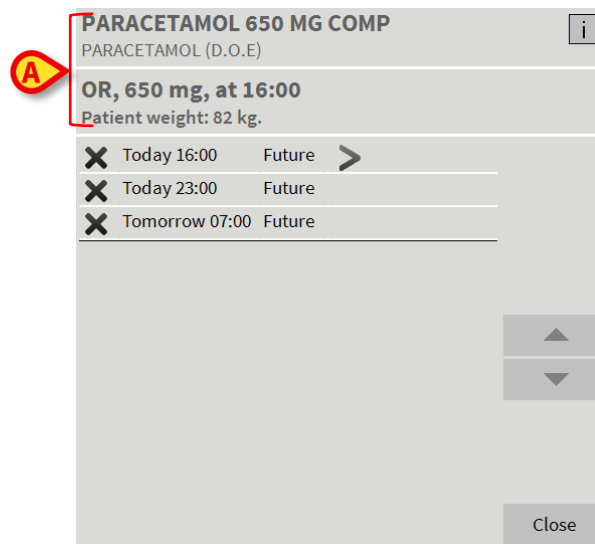 PARACETAMOL 650 MG COMP
i
PARACETAMOL (D.O.E)
A
OR, 650 mg, at 16:00
Patient weight: 82 kg.
Today 16:00 Future
Today 23:00 Future
Tomorrow 07:00 Future
Close